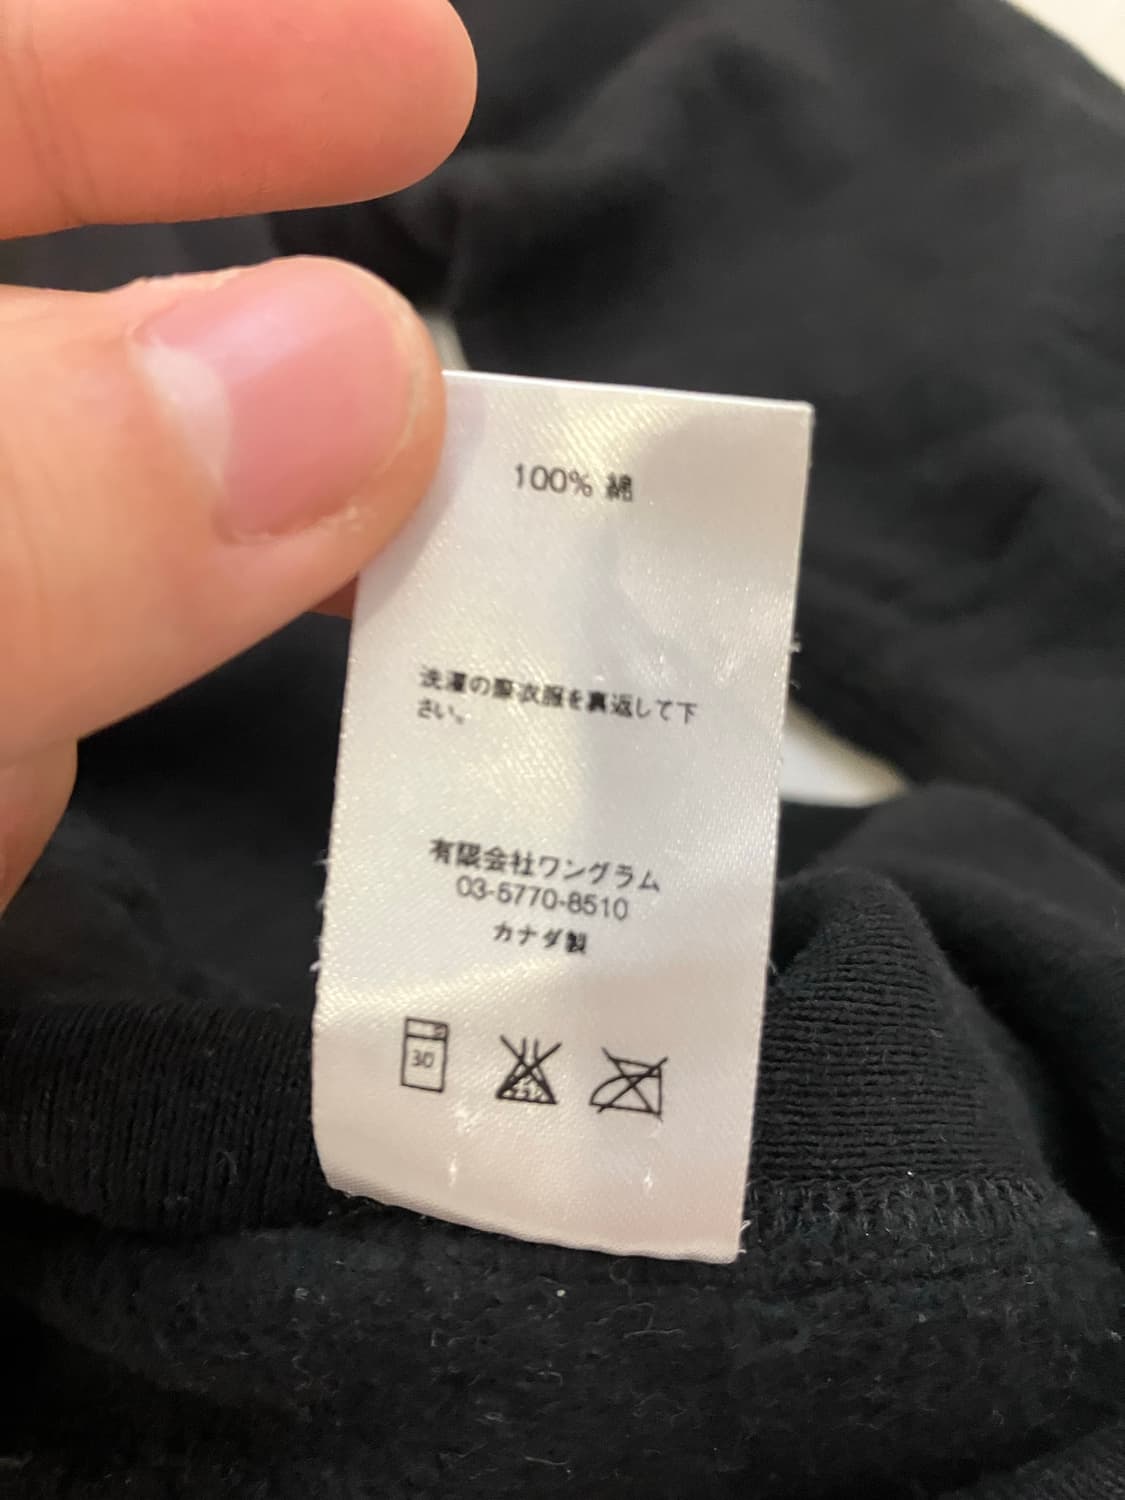 100% 綿
洗濯の際衣服を裏返して下
さい。
有限会社ワングラム
03-5770-8510
カナダ製
30